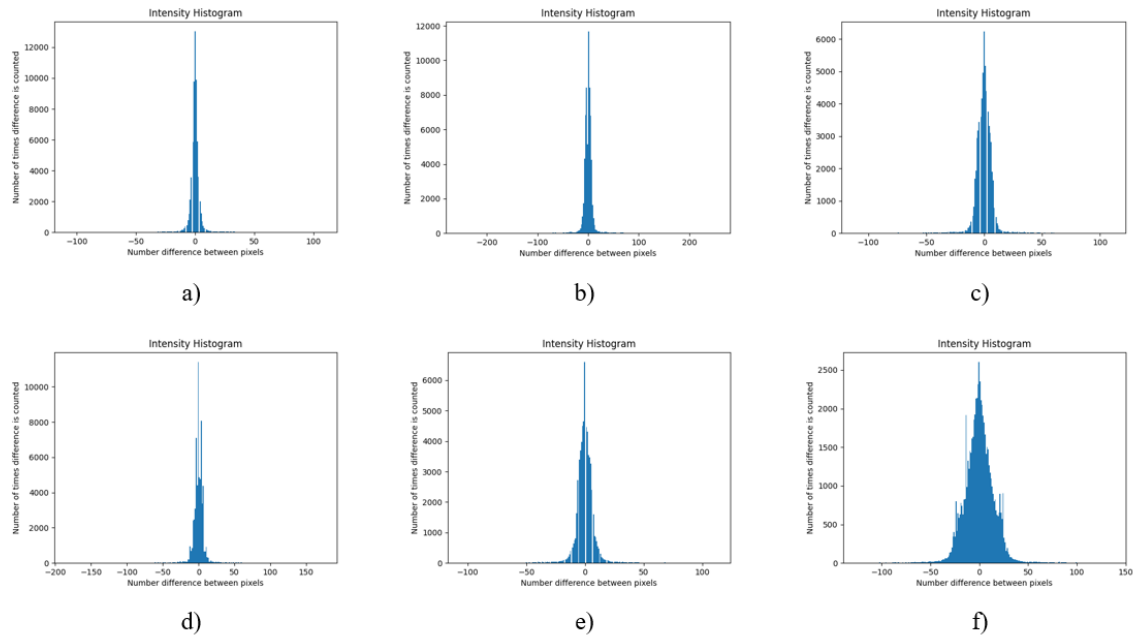 Intensity Histogram
Number of times difference is counted
12000
10000
8000
6000
4000
2000
0
−100 −50 0 50 100
Number difference between pixels
a)
Intensity Histogram
Number of times difference is counted
12000
10000
8000
6000
4000
2000
0
−200 −100 0 100 200
Number difference between pixels
b)
Intensity Histogram
Number of times difference is counted
6000
5000
4000
3000
2000
1000
0
−100 −50 0 50 100
Number difference between pixels
c)
Intensity Histogram
Number of times difference is counted
10000
8000
6000
4000
2000
0
−200 −150 −100 −50 0 50 100 150
Number difference between pixels
d)
Intensity Histogram
Number of times difference is counted
6000
5000
4000
3000
2000
1000
0
−100 −50 0 50 100
Number difference between pixels
e)
Intensity Histogram
Number of times difference is counted
2500
2000
1500
1000
500
0
−100 −50 0 50 100 150
Number difference between pixels
f)